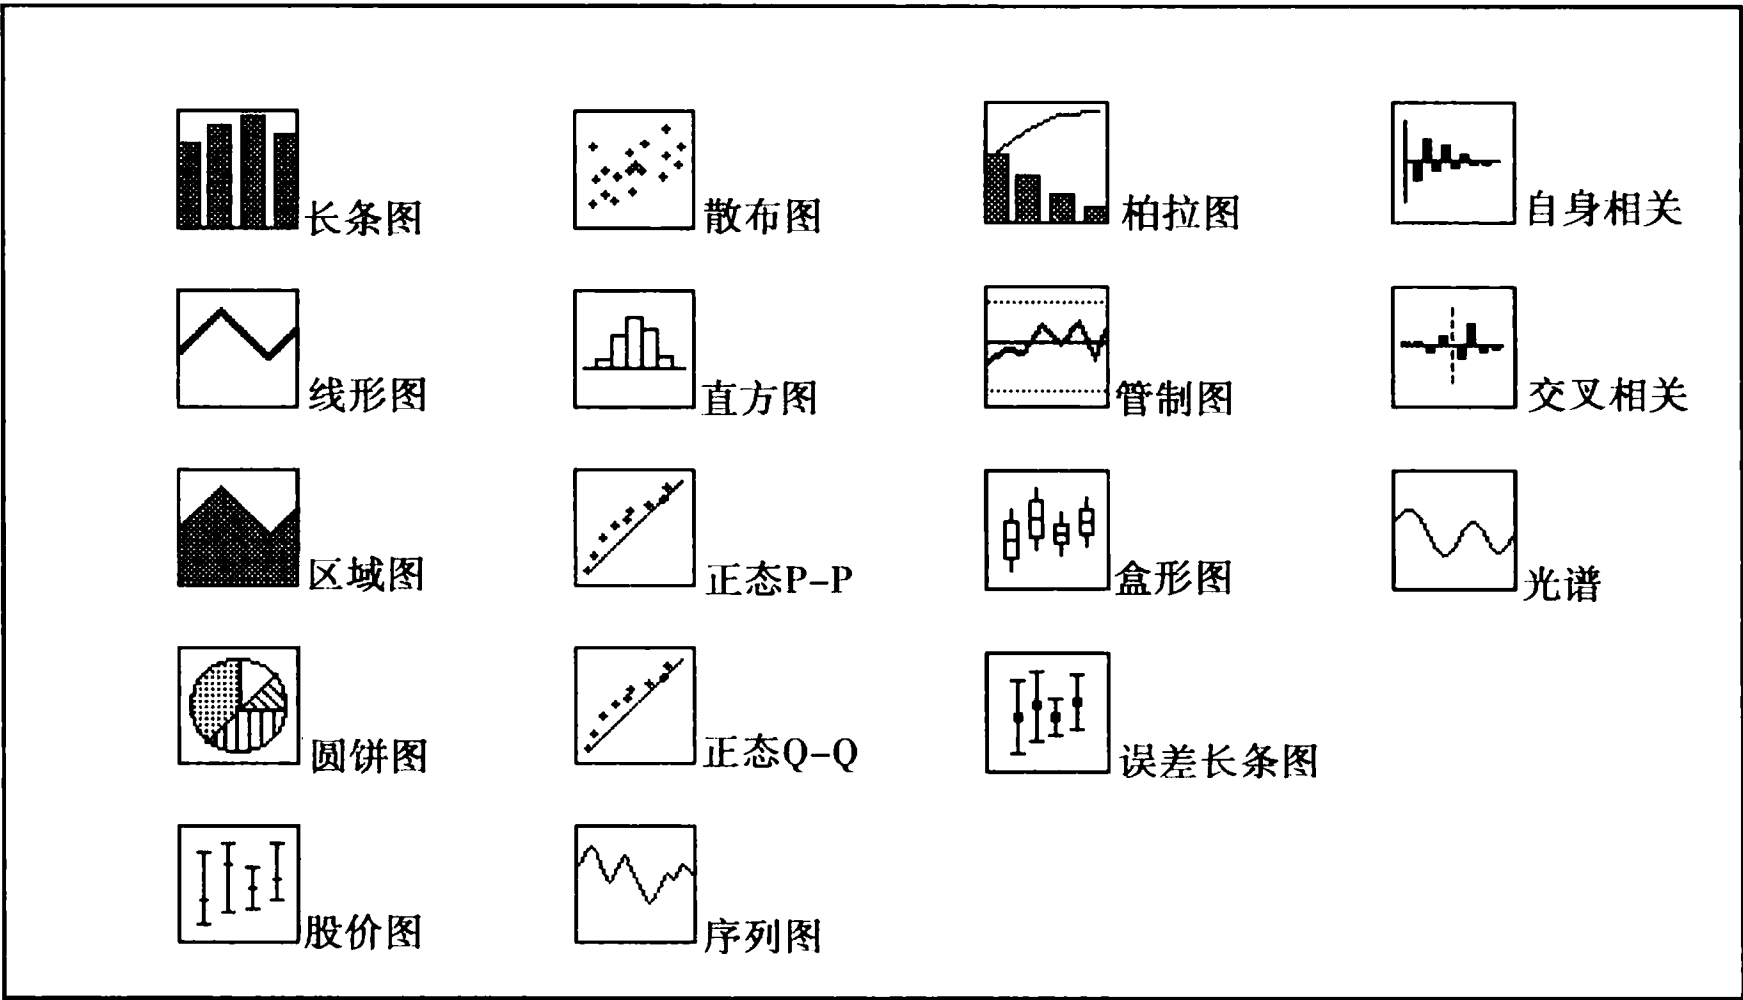 长条图 散布图 柏拉图 自身相关
线形图 直方图 管制图 交叉相关
区域图 正态P-P 盒形图 光谱
圆饼图 正态Q-Q 误差长条图
股价图 序列图